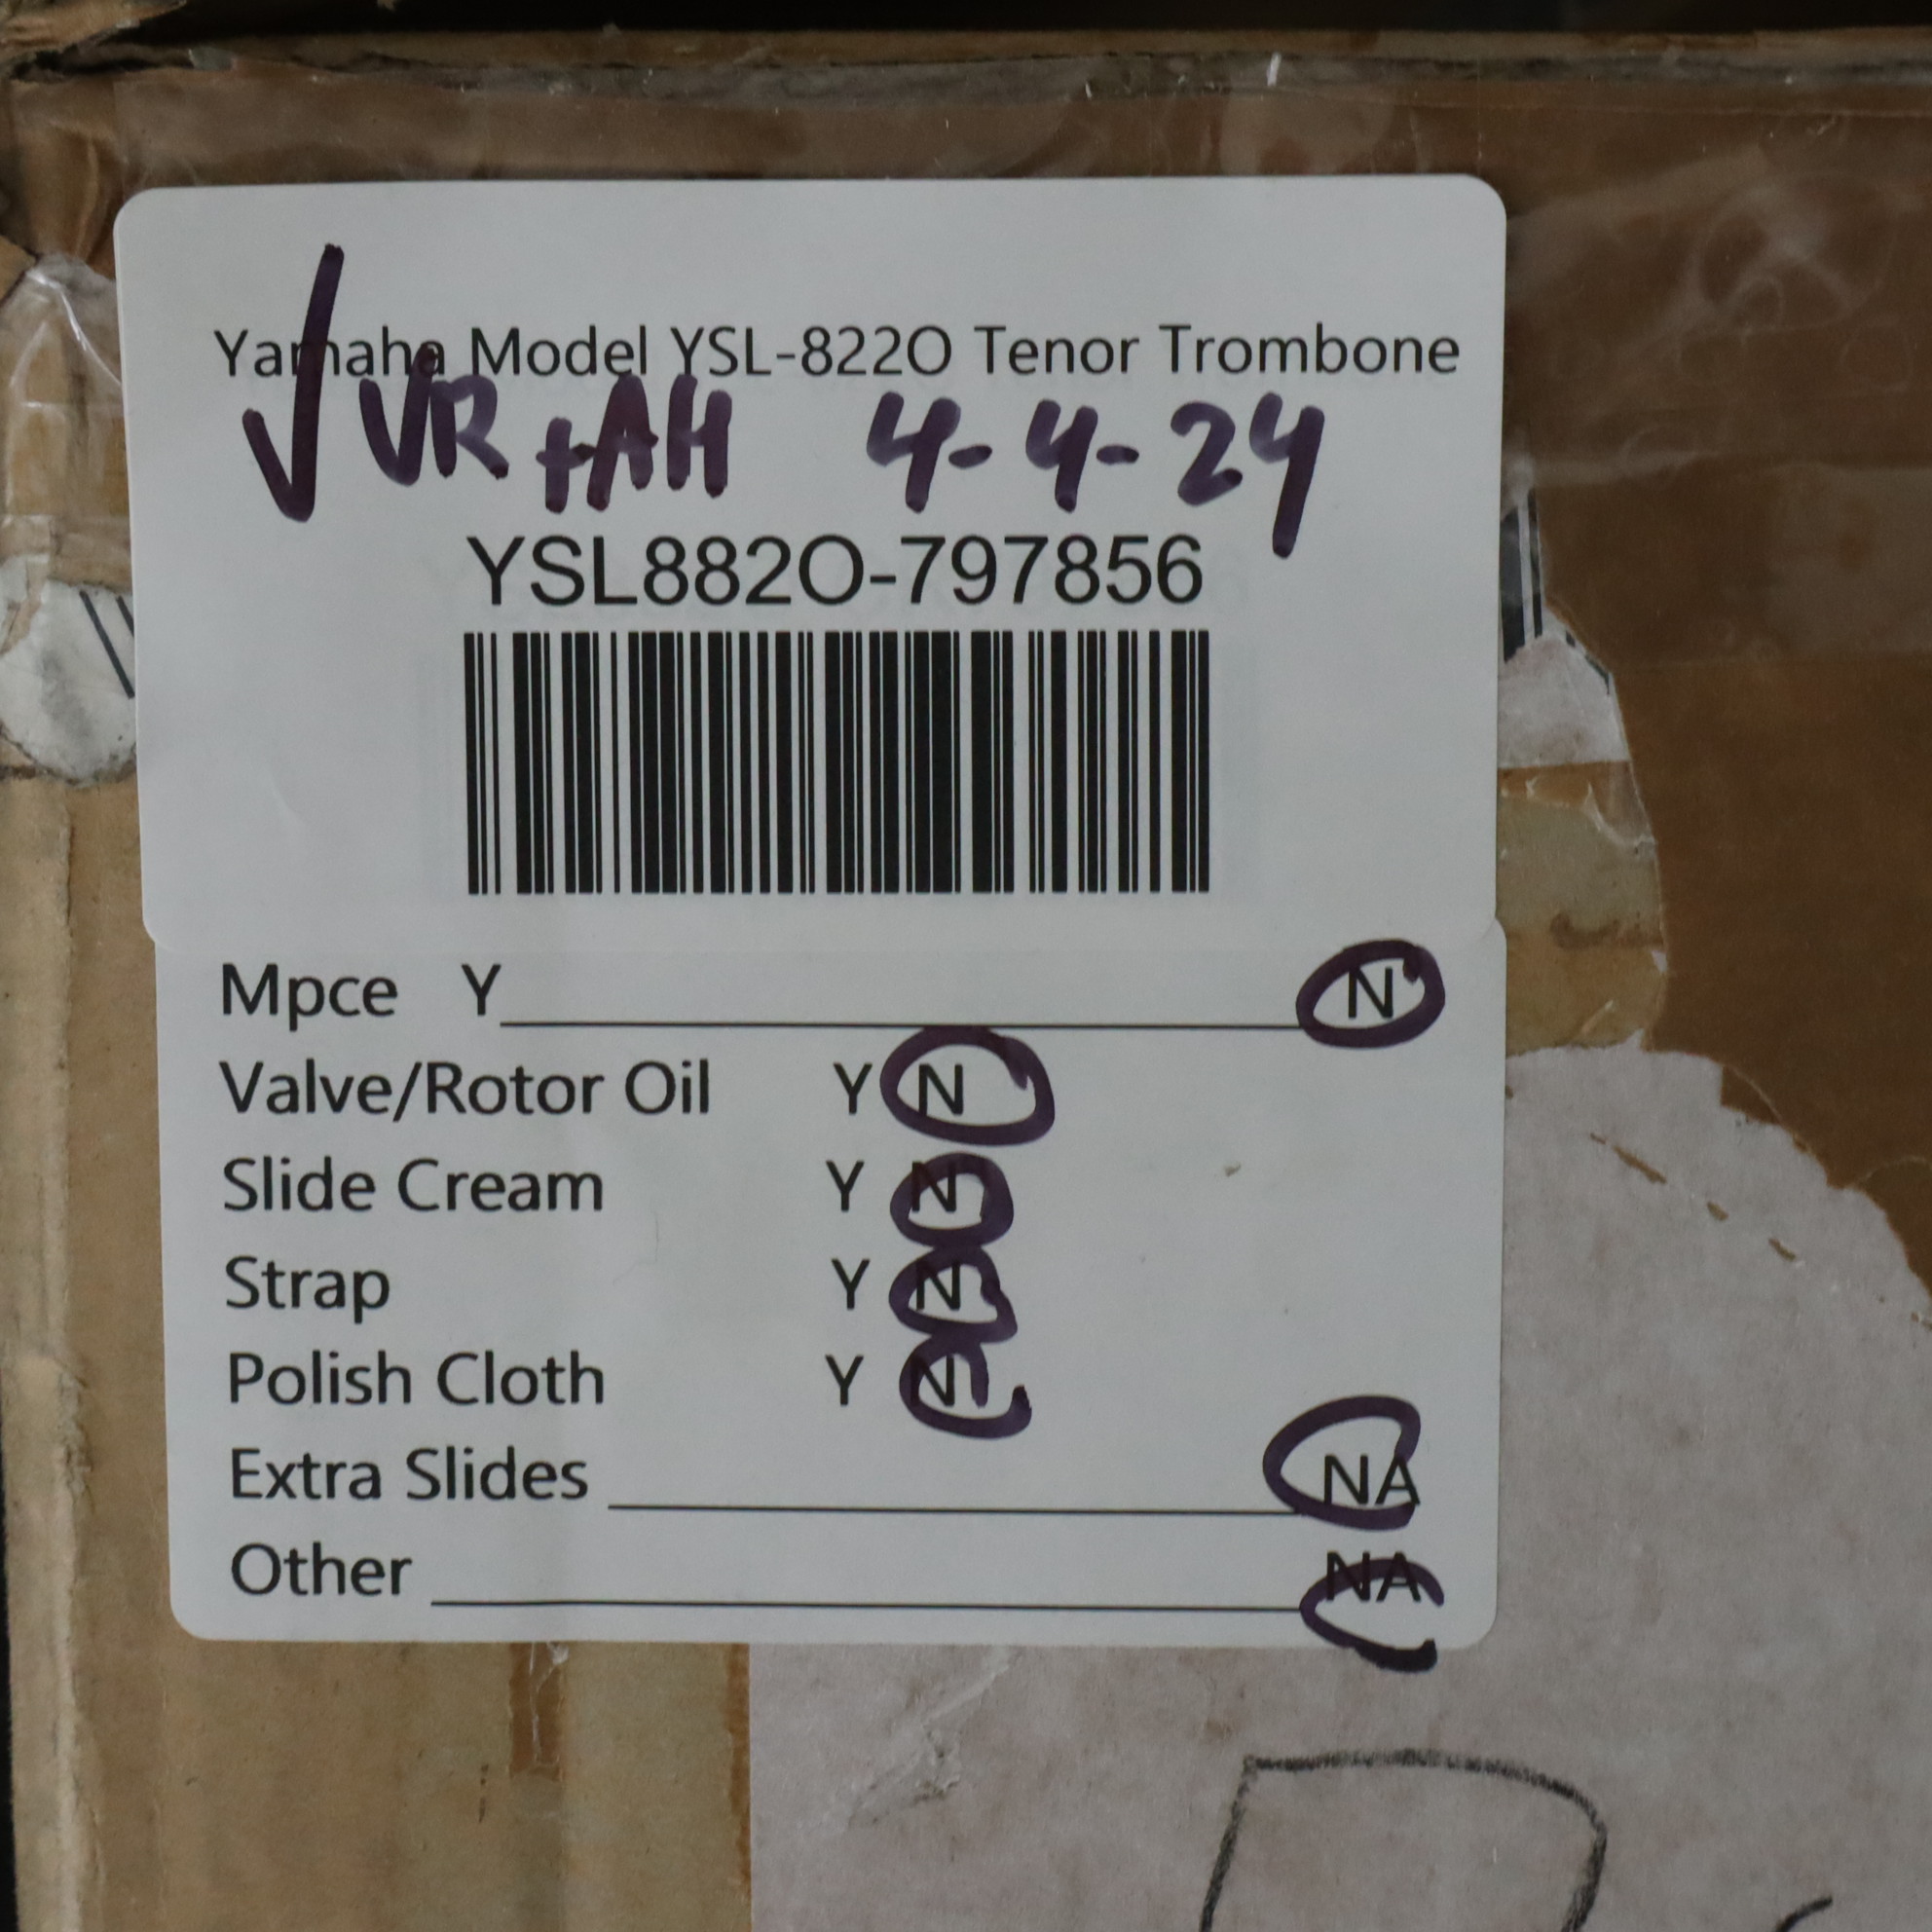 Yamaha Model YSL-822O Tenor Trombone
✓ VR + AH 4-4-24
YSL882O-797856
Mpce Y N
Valve/Rotor Oil Y N
Slide Cream Y N
Strap Y N
Polish Cloth Y N
Extra Slides NA
Other NA